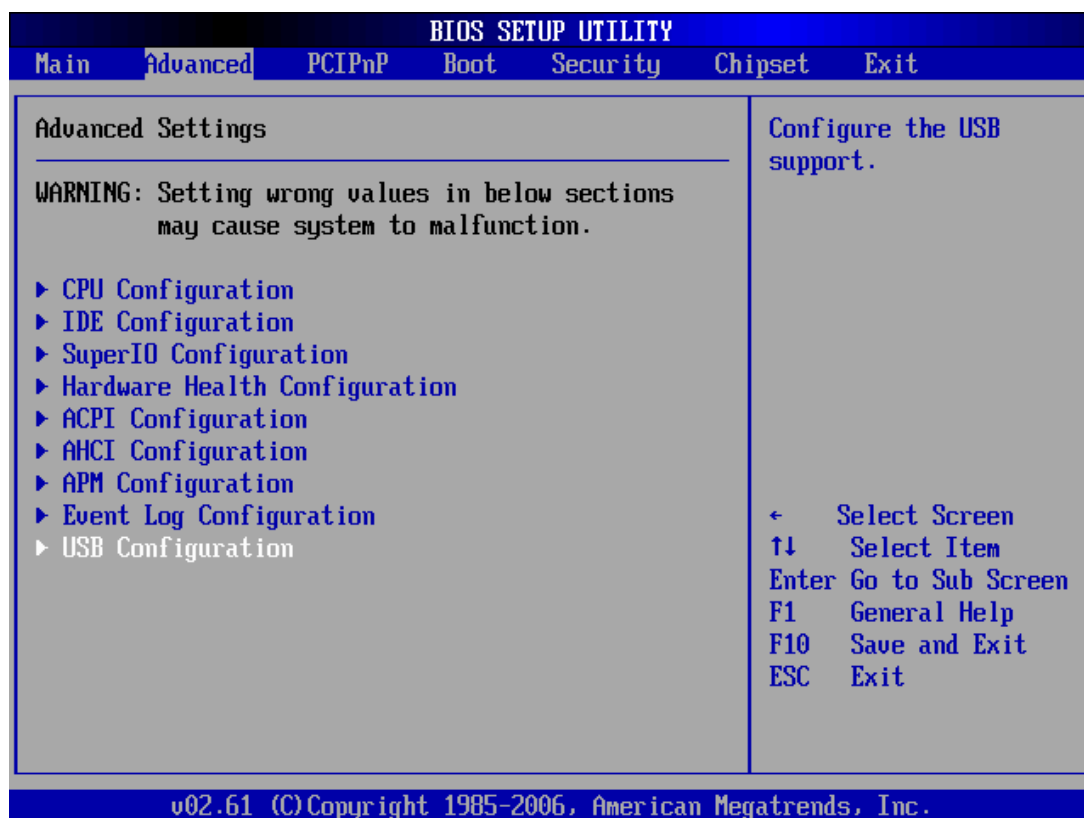 BIOS SETUP UTILITY
Main Advanced PCIPnP Boot Security Chipset Exit
Advanced Settings
WARNING: Setting wrong values in below sections
may cause system to malfunction.
CPU Configuration
IDE Configuration
SuperIO Configuration
Hardware Health Configuration
ACPI Configuration
AHCI Configuration
APM Configuration
Event Log Configuration
USB Configuration
Configure the USB
support.
← Select Screen
↑↓ Select Item
Enter Go to Sub Screen
F1 General Help
F10 Save and Exit
ESC Exit
v02.61 (C)Copyright 1985-2006, American Megatrends, Inc.